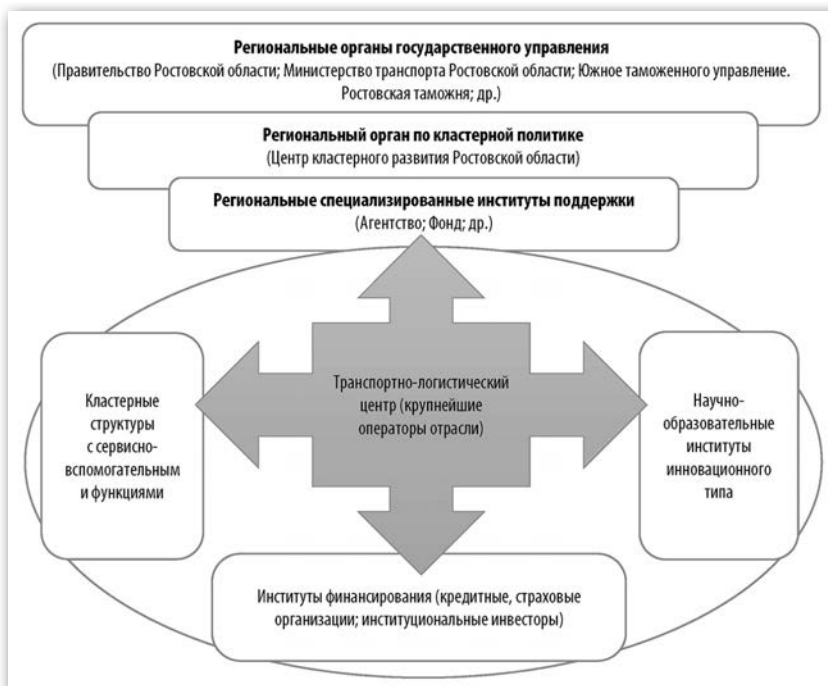 Региональные органы государственного управления
(Правительство Ростовской области; Министерство транспорта Ростовской области; Южное таможенного управление.
Ростовская таможня; др.)
Региональный орган по кластерной политике
(Центр кластерного развития Ростовской области)
Региональные специализированные институты поддержки
(Агентство; Фонд; др.)
Кластерные
структуры
с сервисно-
вспомогательным
и функциями
Транспортно-логистический
центр (крупнейшие
операторы отрасли)
Научно-
образовательные
институты
инновационного
типа
Институты финансирования (кредитные, страховые
организации; институциональные инвесторы)